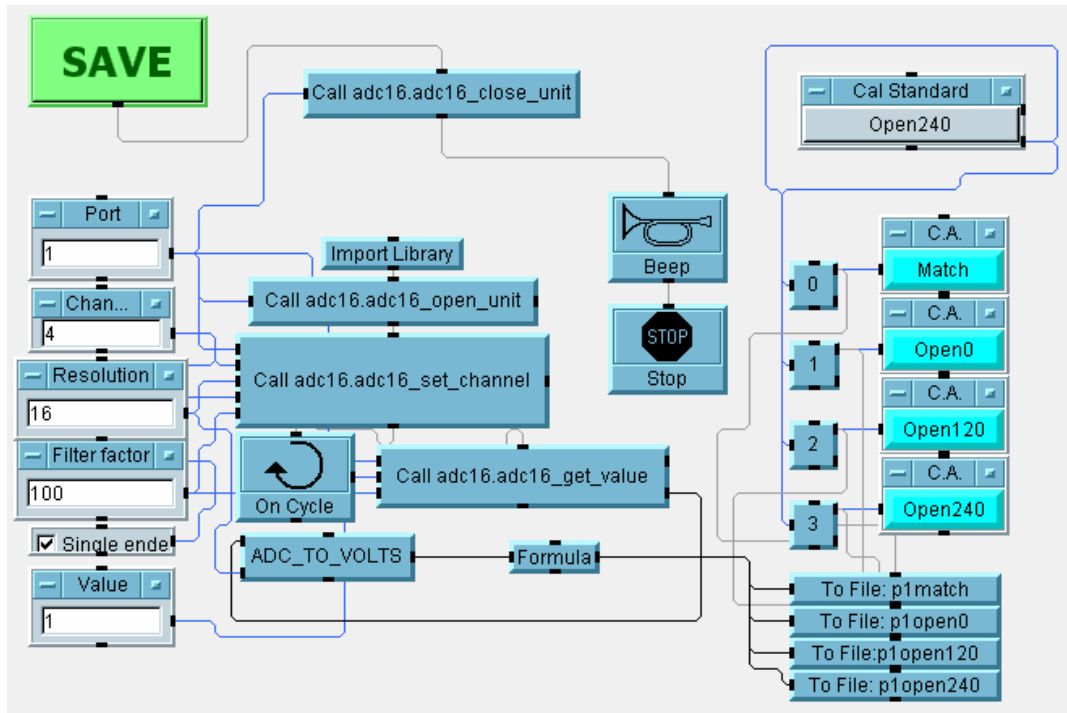 SAVE
Call adc16.adc16_close_unit
Cal Standard
Open240
Port
1
Beep
Stop
STOP
Import Library
Call adc16.adc16_open_unit
Chan...
4
Call adc16.adc16_set_channel
Resolution
16
Filter factor
100
On Cycle
Call adc16.adc16_get_value
Single ende
ADC_TO_VOLTS
Formula
Value
1
0
1
2
3
C.A.
Match
C.A.
Open0
C.A.
Open120
C.A.
Open240
To File: p1match
To File: p1open0
To File:p1open120
To File: p1open240